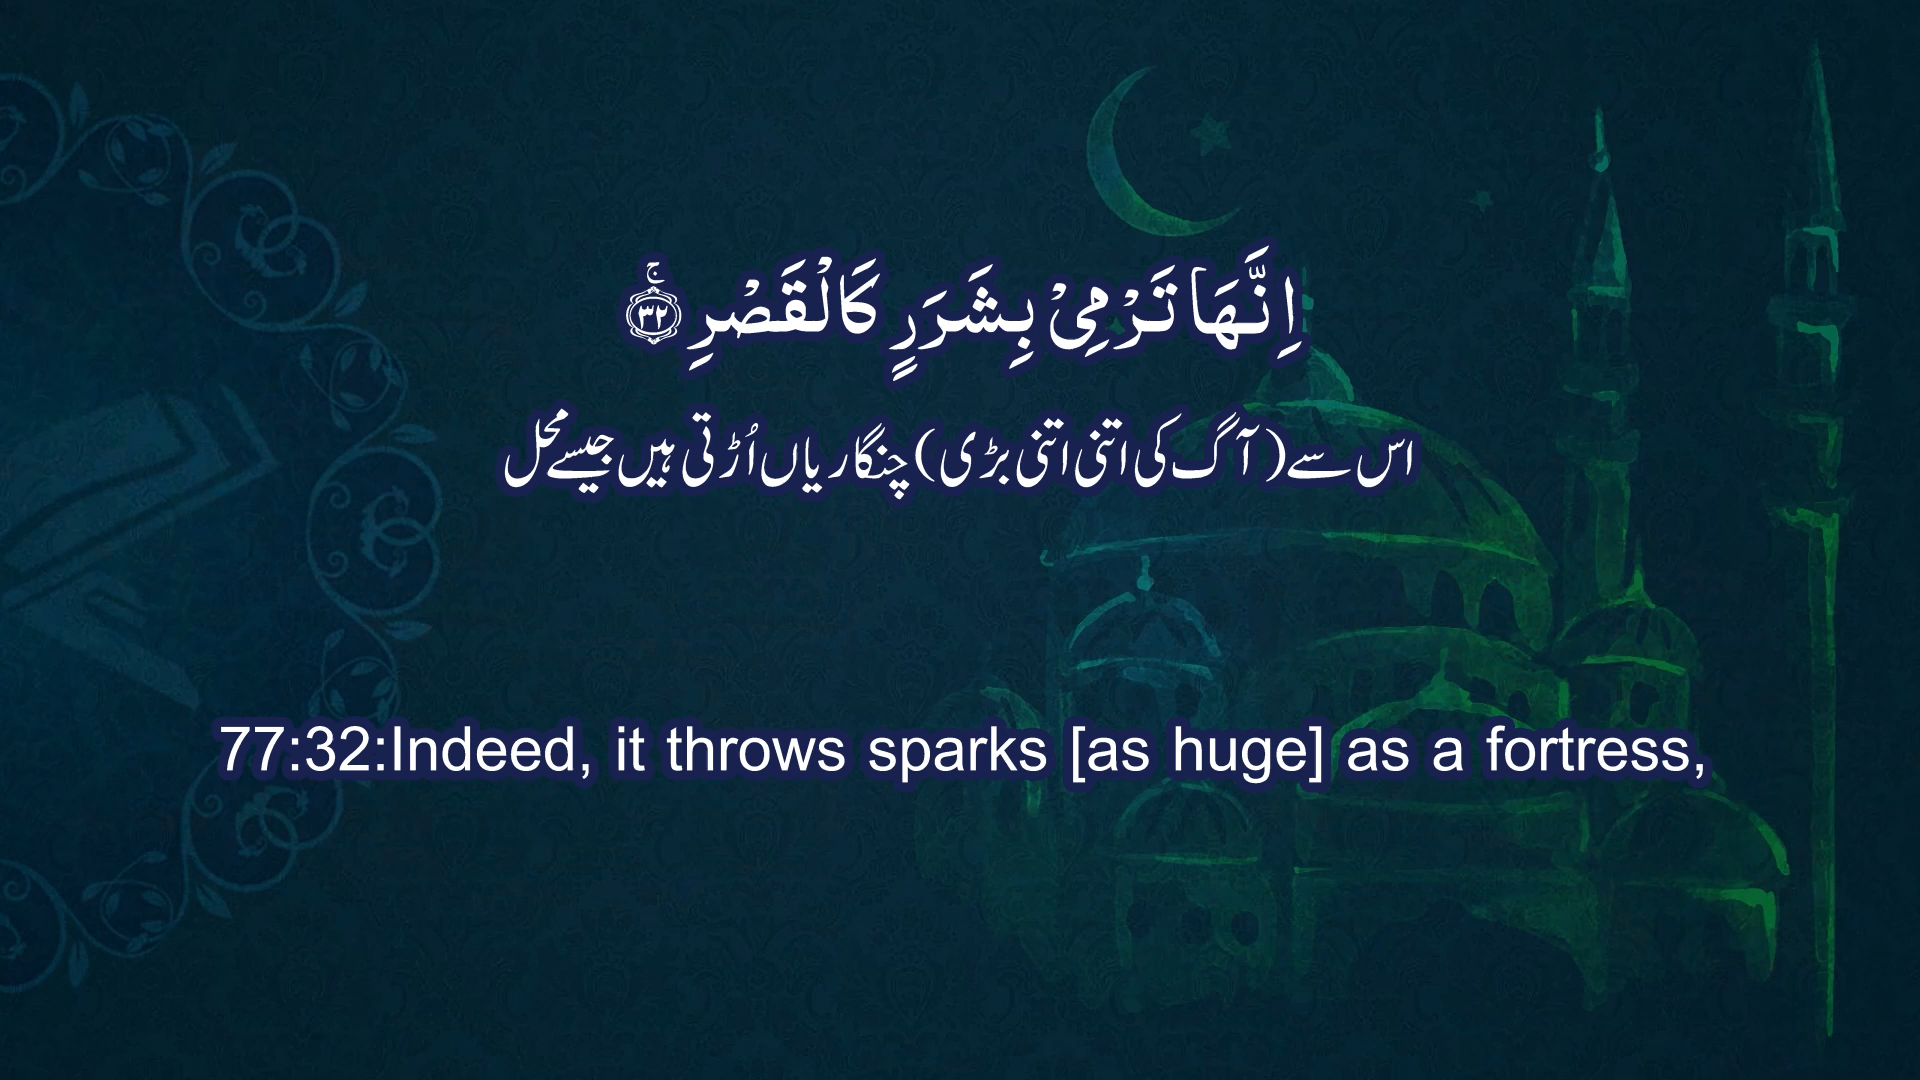 اِنَّهَا تَرْمِیْ بِشَرَرٍ كَالْقَصْرِ ۚ ﴿۳۲﴾
اس سے (آگ کی اتنی اتنی بڑی) چنگاریاں اُڑتی ہیں جیسے محل
77:32:Indeed, it throws sparks [as huge] as a fortress,